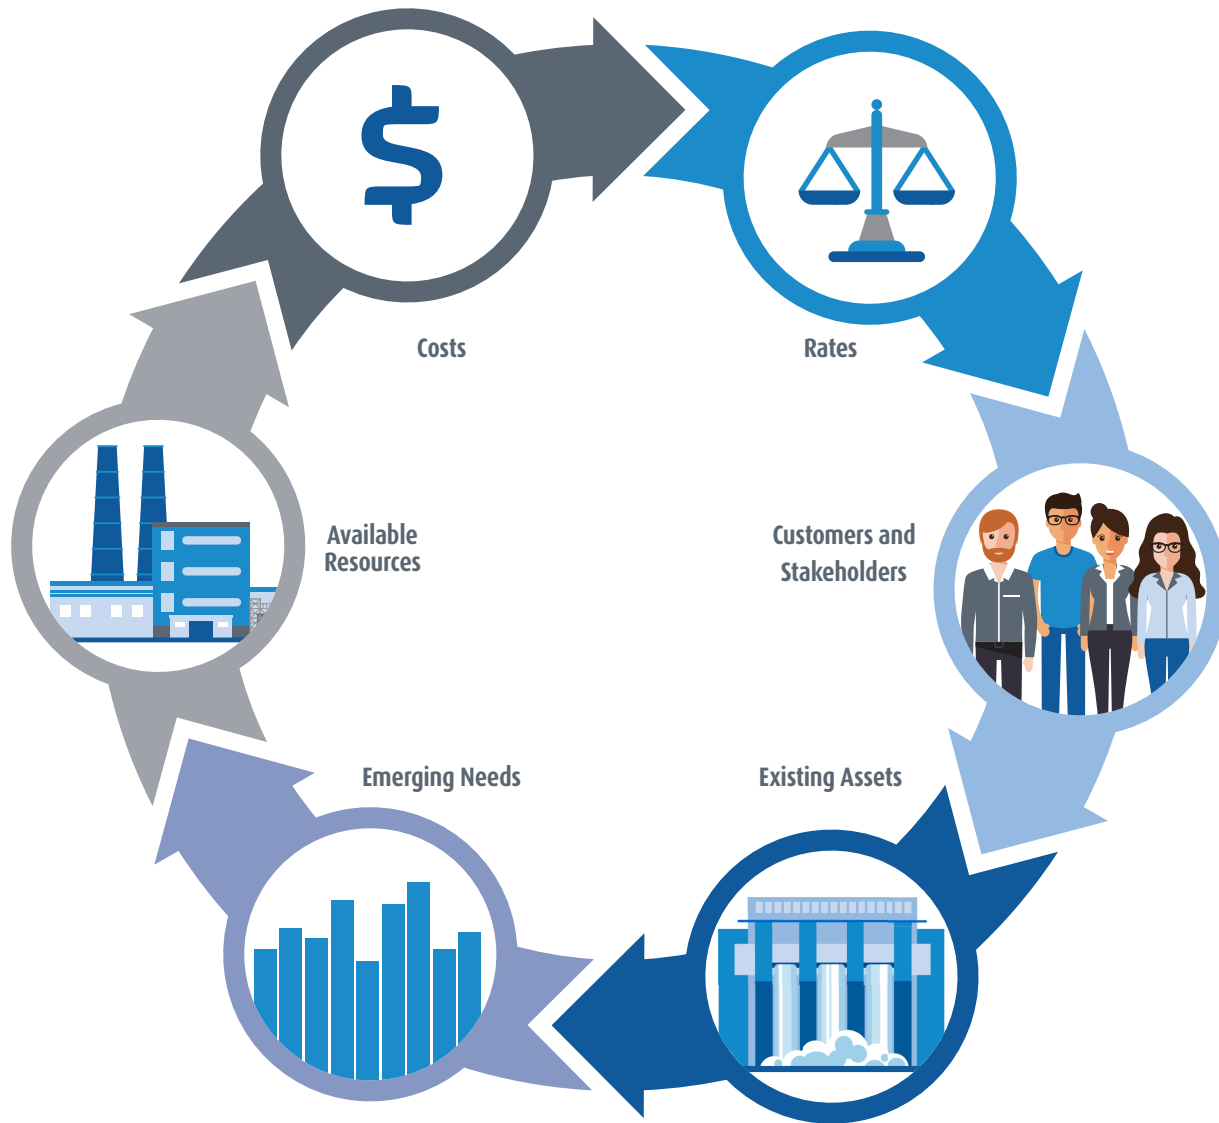 $
Costs
Rates
Available
Resources
Customers and
Stakeholders
Emerging Needs
Existing Assets